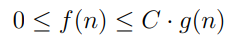 0 ≤ f(n) ≤ C · g(n)